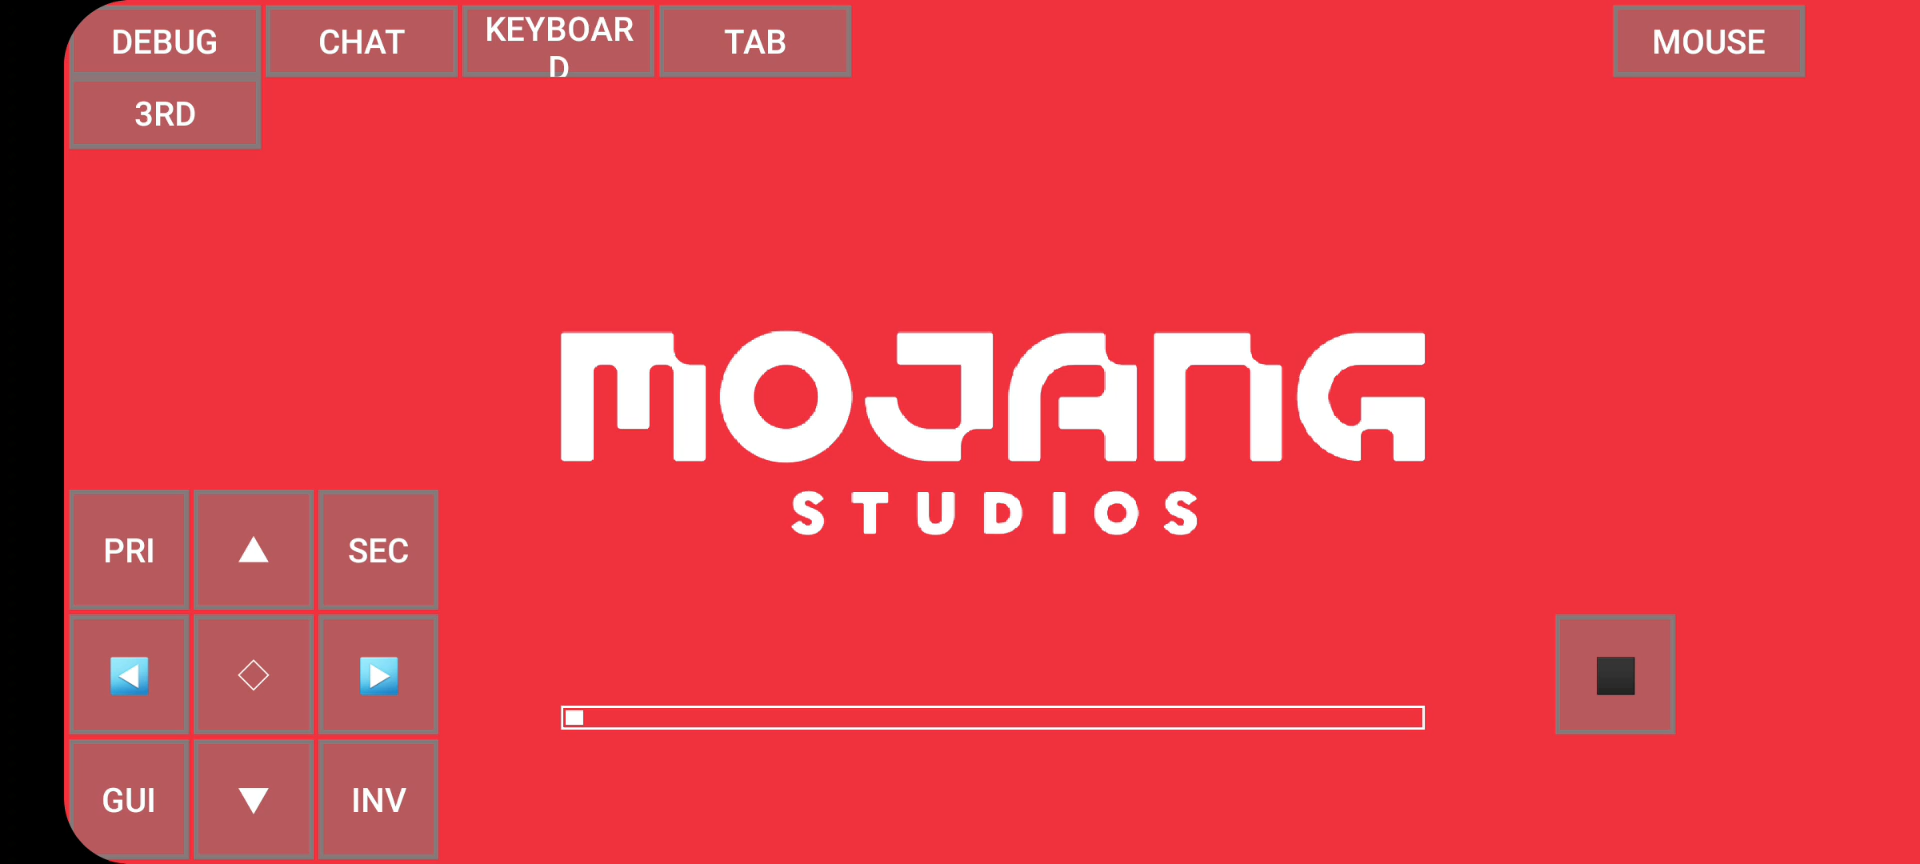 DEBUG
CHAT
KEYBOAR
D
TAB
MOUSE
3RD
MOJANG
STUDIOS
PRI
▲
SEC
◀
◇
▶
GUI
▼
INV